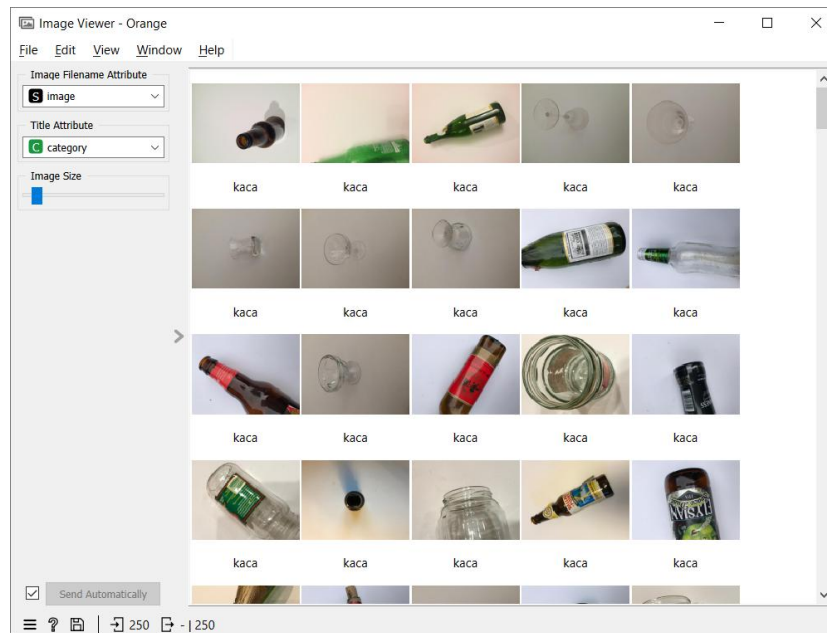 Image Viewer - Orange
File Edit View Window Help
Image Filename Attribute
S image
Title Attribute
C category
Image Size
kaca kaca kaca kaca kaca
kaca kaca kaca kaca kaca
kaca kaca kaca kaca kaca
ELYSIAN
kaca kaca kaca kaca kaca
Send Automatically
250 - | 250